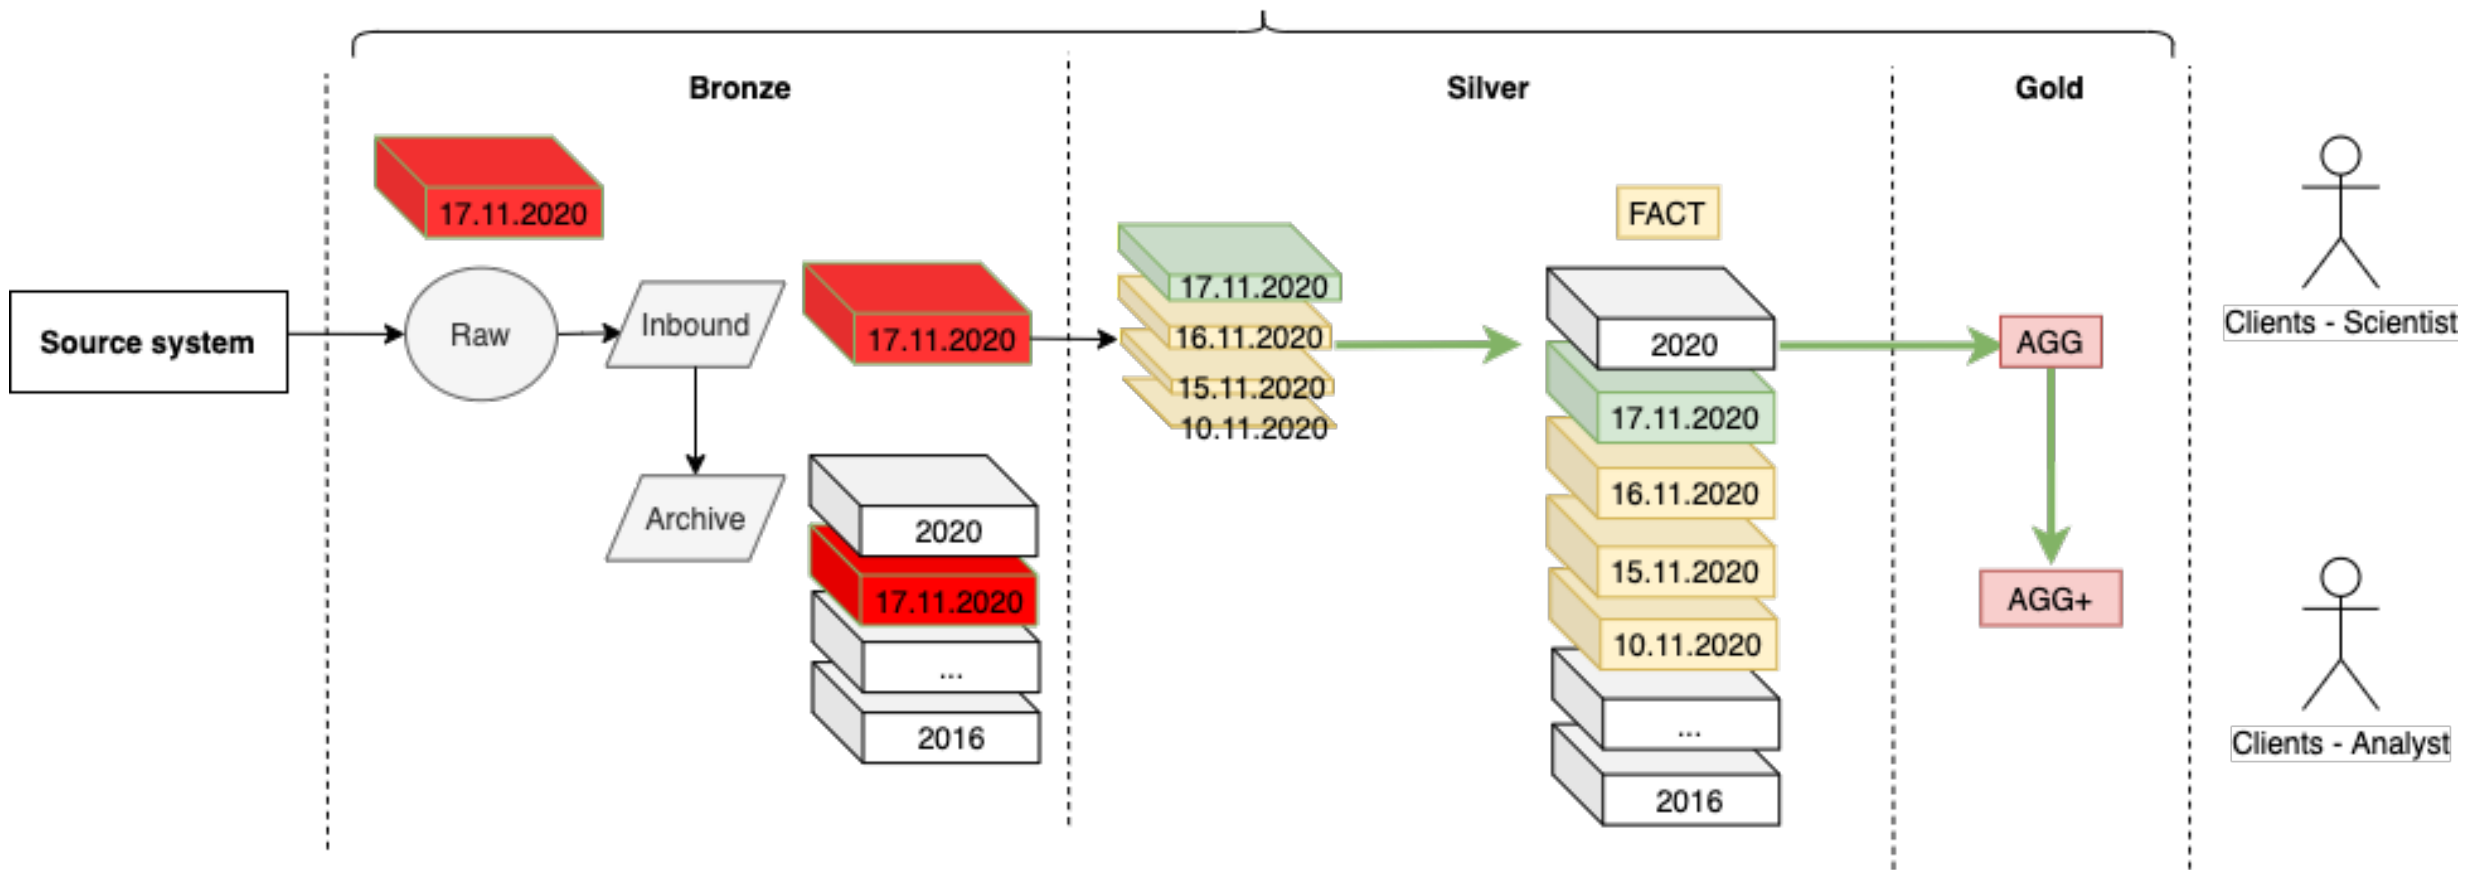 Bronze
Silver
Gold
17.11.2020
Source system
Raw
Inbound
Archive
17.11.2020
2020
17.11.2020
...
2016
17.11.2020
16.11.2020
15.11.2020
10.11.2020
FACT
2020
17.11.2020
16.11.2020
15.11.2020
10.11.2020
...
2016
AGG
AGG+
Clients - Scientist
Clients - Analyst